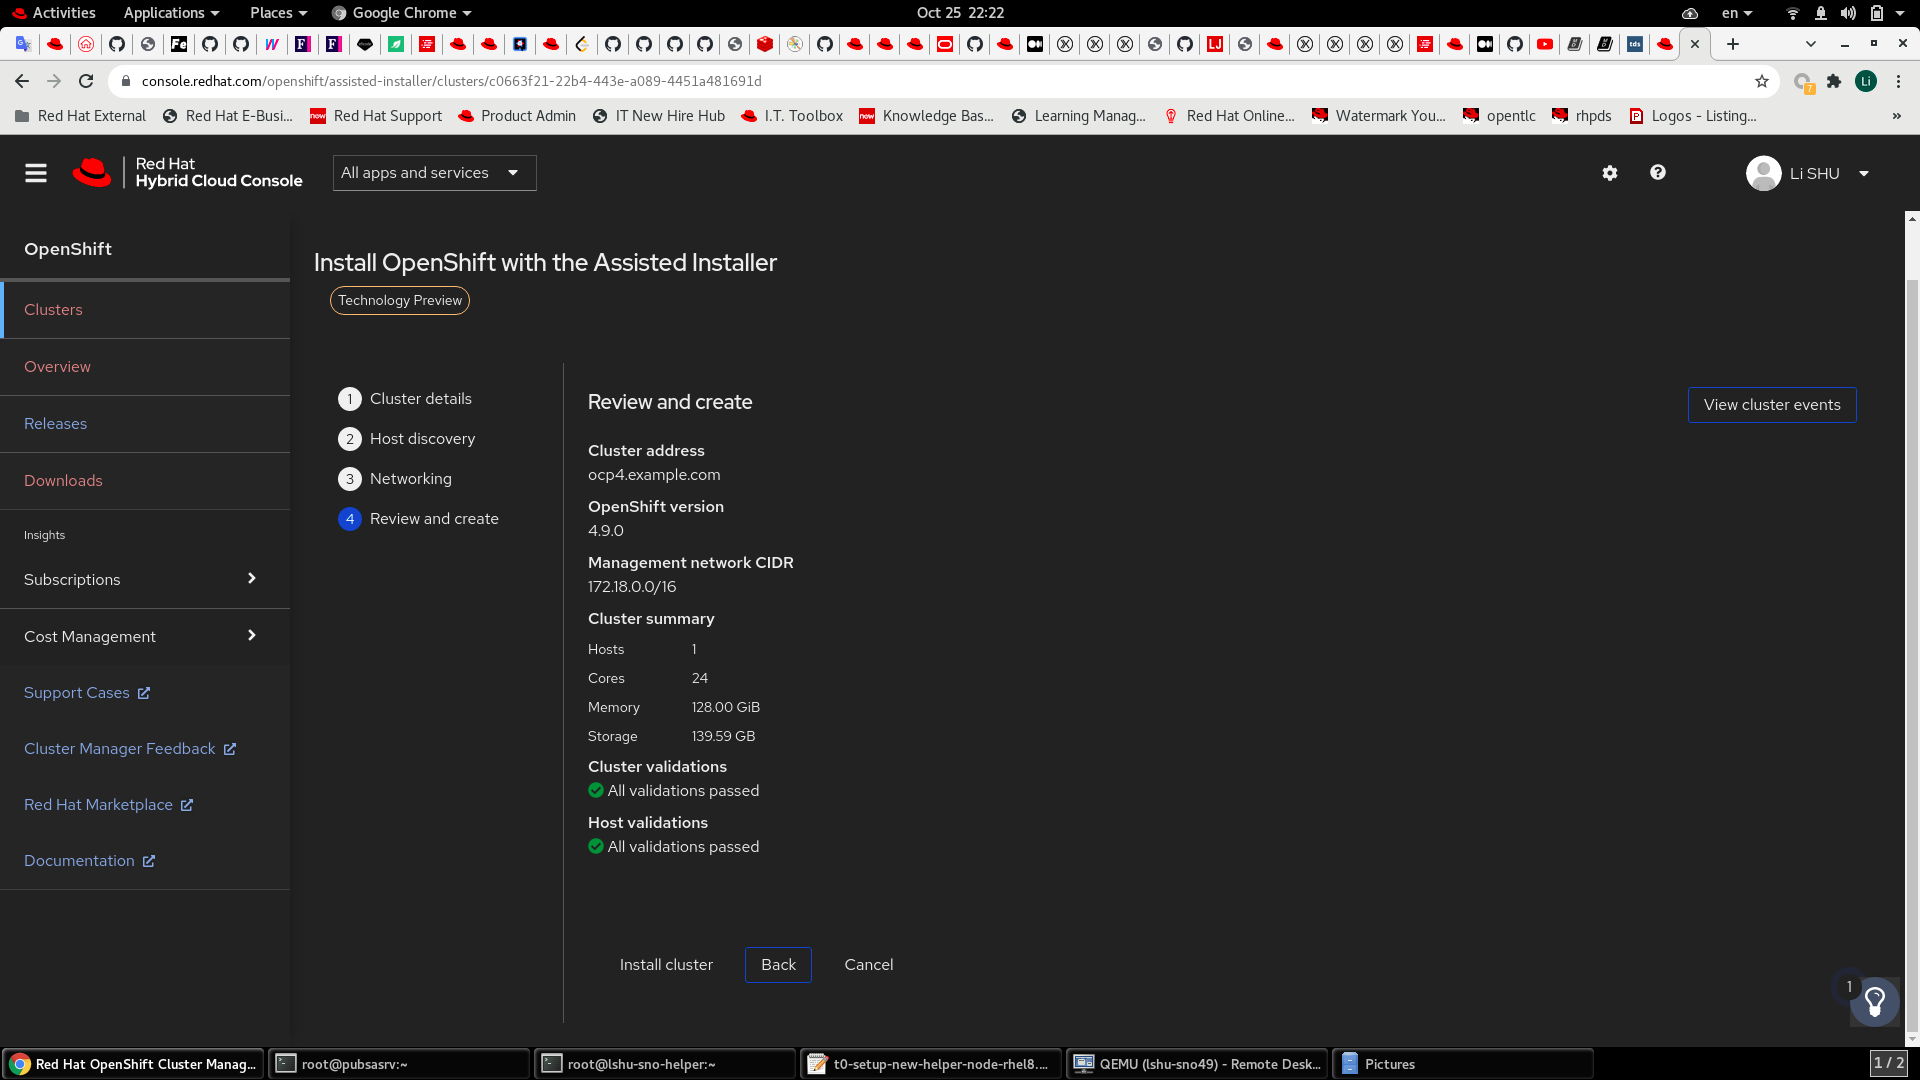 Activities Applications Places Google Chrome Oct 25 22:22 en
console.redhat.com/openshift/assisted-installer/clusters/c0663f21-22b4-443e-a089-4451a481691d
Red Hat External Red Hat E-Busi... Red Hat Support Product Admin IT New Hire Hub I.T. Toolbox Knowledge Bas... Learning Manag... Red Hat Online... Watermark You... opentlc rhpds Logos - Listing... »
Red Hat
Hybrid Cloud Console
All apps and services
Li SHU
OpenShift
Clusters
Overview
Releases
Downloads
Insights
Subscriptions
Cost Management
Support Cases
Cluster Manager Feedback
Red Hat Marketplace
Documentation
Install OpenShift with the Assisted Installer
Technology Preview
1 Cluster details
2 Host discovery
3 Networking
4 Review and create
Review and create
View cluster events
Cluster address
ocp4.example.com
OpenShift version
4.9.0
Management network CIDR
172.18.0.0/16
Cluster summary
Hosts 1
Cores 24
Memory 128.00 GiB
Storage 139.59 GB
Cluster validations
All validations passed
Host validations
All validations passed
Install cluster Back Cancel
1
Red Hat OpenShift Cluster Manag... root@pubsasrv:~ root@lshu-sno-helper:~ t0-setup-new-helper-node-rhel8.... QEMU (lshu-sno49) - Remote Desk... Pictures 1 / 2